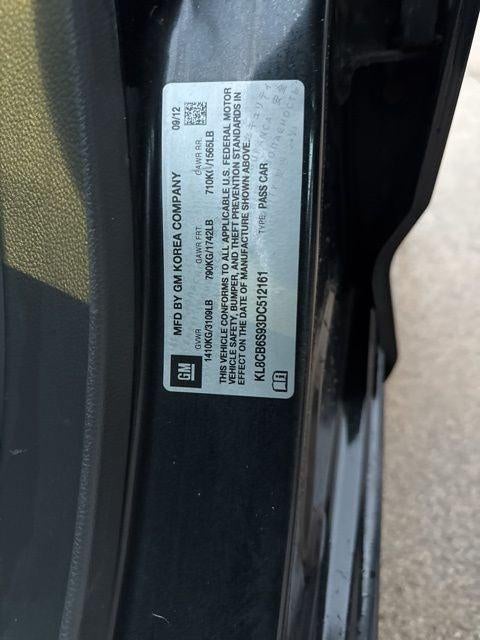 MFD BY GM KOREA COMPANY 09/12
GM
GVWR GAWR FRT: GAWR RR:
1410KG/3109LB 790KG/1742LB 710KG/1565LB
THIS VEHICLE CONFORMS TO ALL APPLICABLE U.S. FEDERAL MOTOR
VEHICLE SAFETY, BUMPER, AND THEFT PREVENTION STANDARDS IN
EFFECT ON THE DATE OF MANUFACTURE SHOWN ABOVE.
KL8CB6S93DC512161 TYPE: PASS CAR